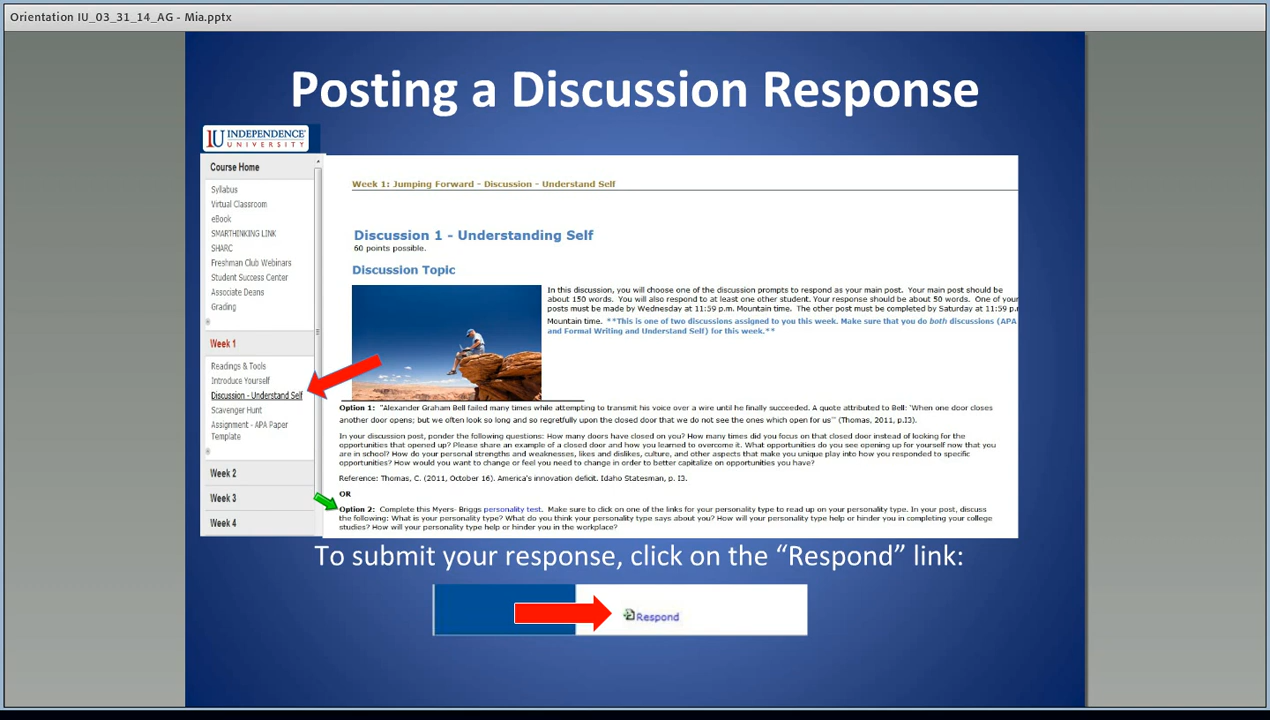 Orientation IU_03_31_14_AG - Mia.pptx
Posting a Discussion Response
IU INDEPENDENCE
UNIVERSITY
Course Home
Syllabus
Virtual Classroom
eBook
SMARTHINKING LINK
SHARC
Freshman Club Webinars
Student Success Center
Associate Deans
Grading
Week 1
Readings & Tools
Introduce Yourself
Discussion - Understand Self
Scavenger Hunt
Assignment - APA Paper
Template
Week 2
Week 3
Week 4
Week 1: Jumping Forward - Discussion - Understand Self
Discussion 1 - Understanding Self
60 points possible.
Discussion Topic
In this discussion, you will choose one of the discussion prompts to respond as your main post. Your main post should be
about 150 words. You will also respond to at least one other student. Your response should be about 50 words. One of your
posts must be made by Wednesday at 11:59 p.m. Mountain time. The other post must be completed by Saturday at 11:59 p.
Mountain time. **This is one of two discussions assigned to you this week. Make sure that you do both discussions (APA
and Formal Writing and Understand Self) for this week.**
Option 1: "Alexander Graham Bell failed many times while attempting to transmit his voice over a wire until he finally succeeded. A quote attributed to Bell: 'When one door closes
another door opens; but we often look so long and so regretfully upon the closed door that we do not see the ones which open for us'" (Thomas, 2011, p.I3).
In your discussion post, ponder the following questions: How many doors have closed on you? How many times did you focus on that closed door instead of looking for the
opportunities that opened up? Please share an example of a closed door and how you learned to overcome it. What opportunities do you see opening up for yourself now that you
are in school? How do your personal strengths and weaknesses, likes and dislikes, culture, and other aspects that make you unique play into how you responded to specific
opportunities? How would you want to change or feel you need to change in order to better capitalize on opportunities you have?
Reference: Thomas, C. (2011, October 16). America's innovation deficit. Idaho Statesman, p. I3.
OR
Option 2: Complete this Myers- Briggs personality test. Make sure to click on one of the links for your personality type to read up on your personality type. In your post, discuss
the following: What is your personality type? What do you think your personality type says about you? How will your personality type help or hinder you in completing your college
studies? How will your personality type help or hinder you in the workplace?
To submit your response, click on the “Respond” link:
Respond